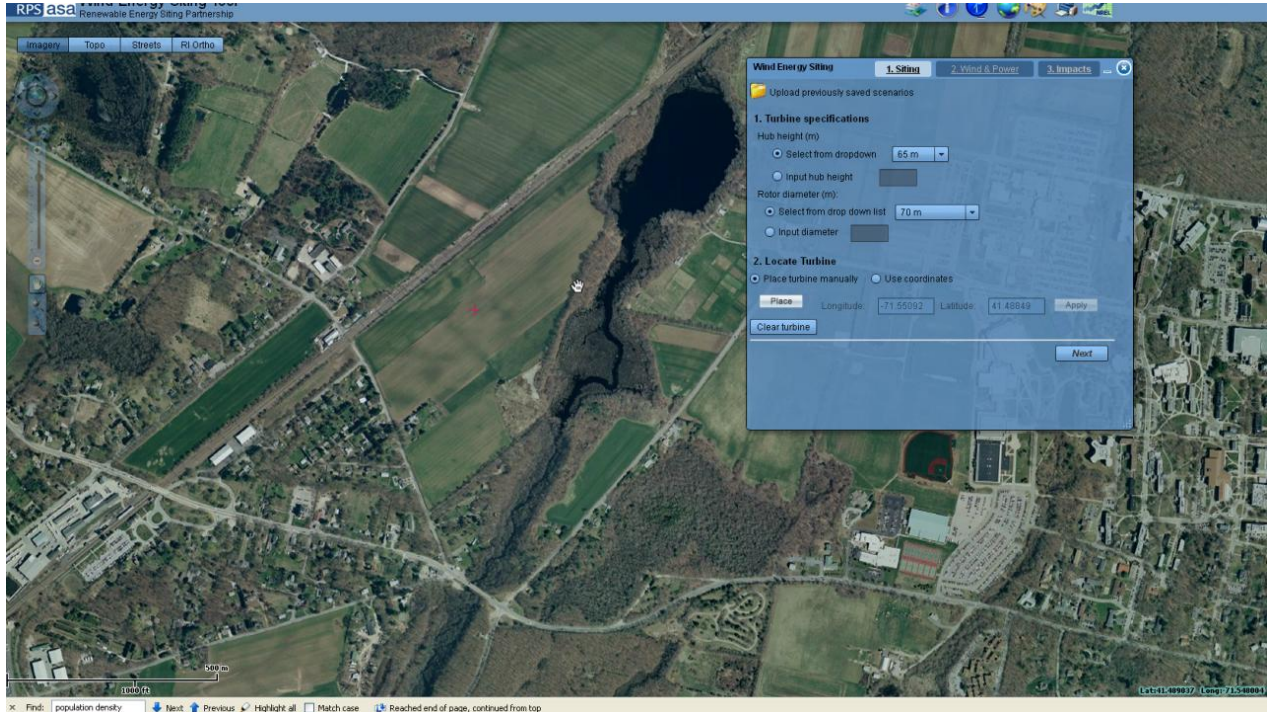 RPS asa Wind Energy Siting Tool
Renewable Energy Siting Partnership
Imagery Topo Streets RI Ortho
Wind Energy Siting 1. Siting 2. Wind & Power 3. Impacts
Upload previously saved scenarios
1. Turbine specifications
Hub height (m)
Select from dropdown 65 m
Input hub height
Rotor diameter (m):
Select from drop down list 70 m
Input diameter
2. Locate Turbine
Place turbine manually Use coordinates
Place Longitude: -71.55092 Latitude: 41.48849 Apply
Clear turbine
Next
500 m
1000 ft
Lat:41.489037 Long:-71.548004
× Find: population density Next Previous Highlight all Match case Reached end of page, continued from top